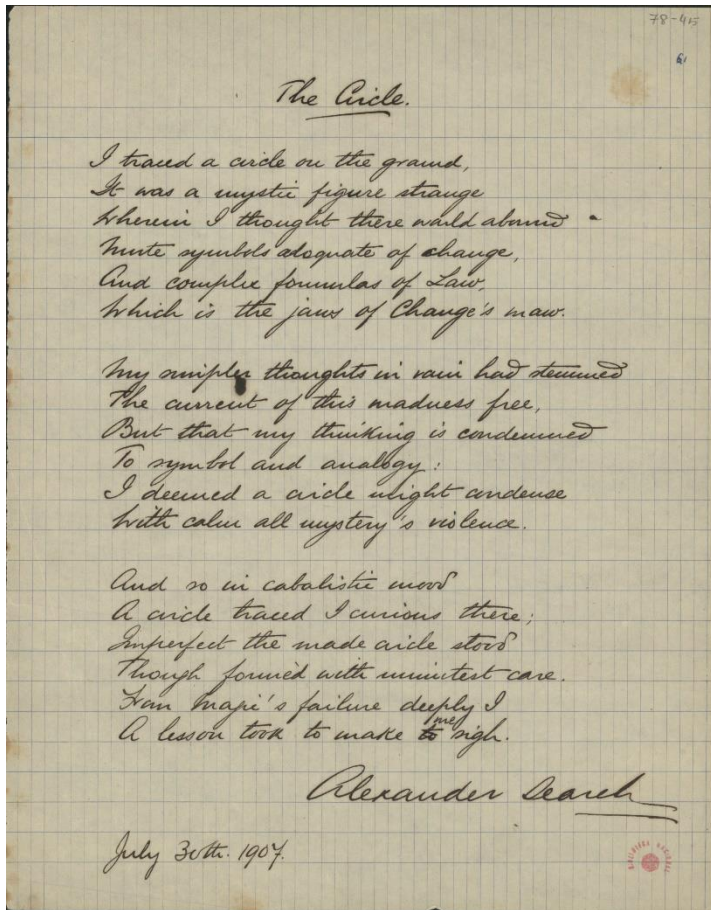 78-45
61
The Circle.
I traced a circle on the ground,
It was a mystic figure strange
Wherein I thought there would abound
Mute symbols adequate of change,
And complex formulas of Law,
Which is the jaws of Change's maw.
My simpler thoughts in vain had stemmed
The current of this madness free,
But that my thinking is condemned
To symbol and analogy:
I deemed a circle might condense
With calm all mystery's violence.
And so in cabalistic mood
A circle traced I curious there;
Imperfect the made circle stood
Though formed with minutest care.
From Magic's failure deeply I
A lesson took to make me sigh.
Alexander Search
July 30th. 1907.
BIBLIOTECA NACIONAL